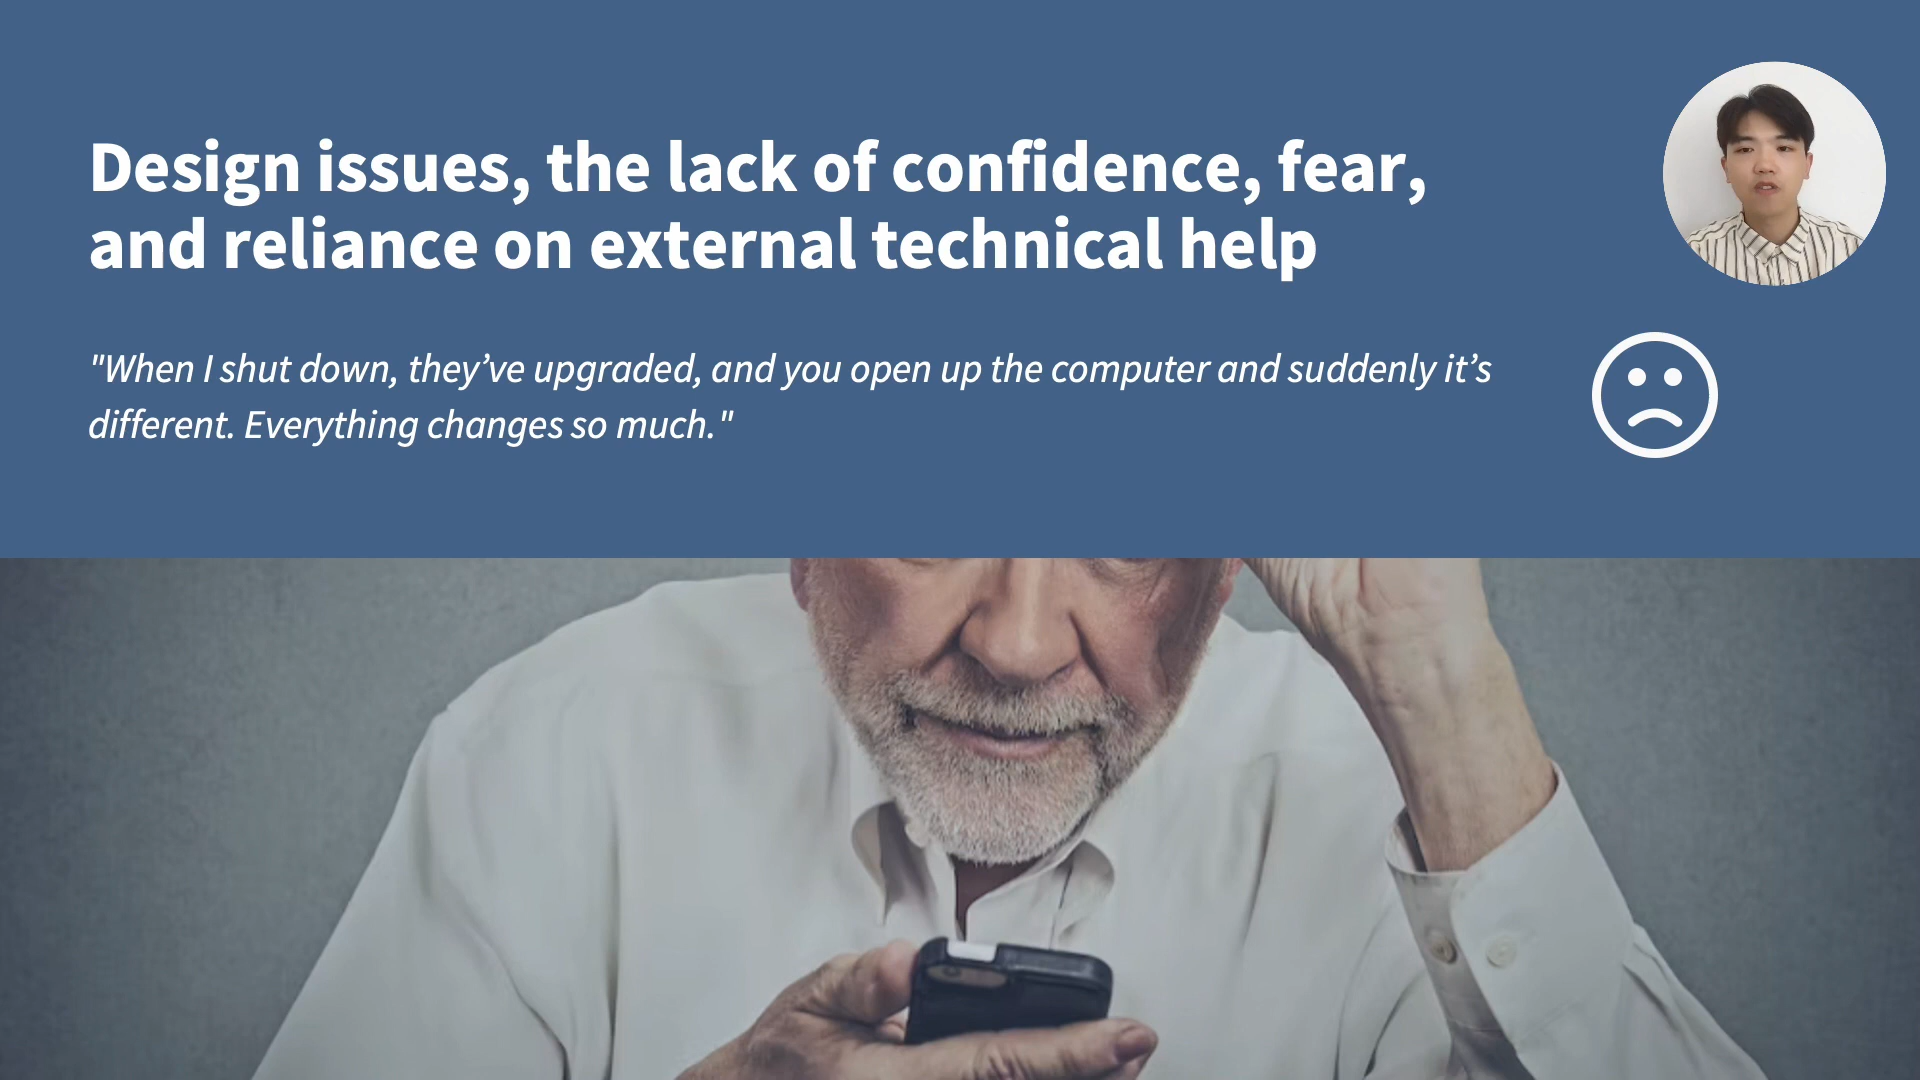 Design issues, the lack of confidence, fear,
and reliance on external technical help
"When I shut down, they’ve upgraded, and you open up the computer and suddenly it’s
different. Everything changes so much."